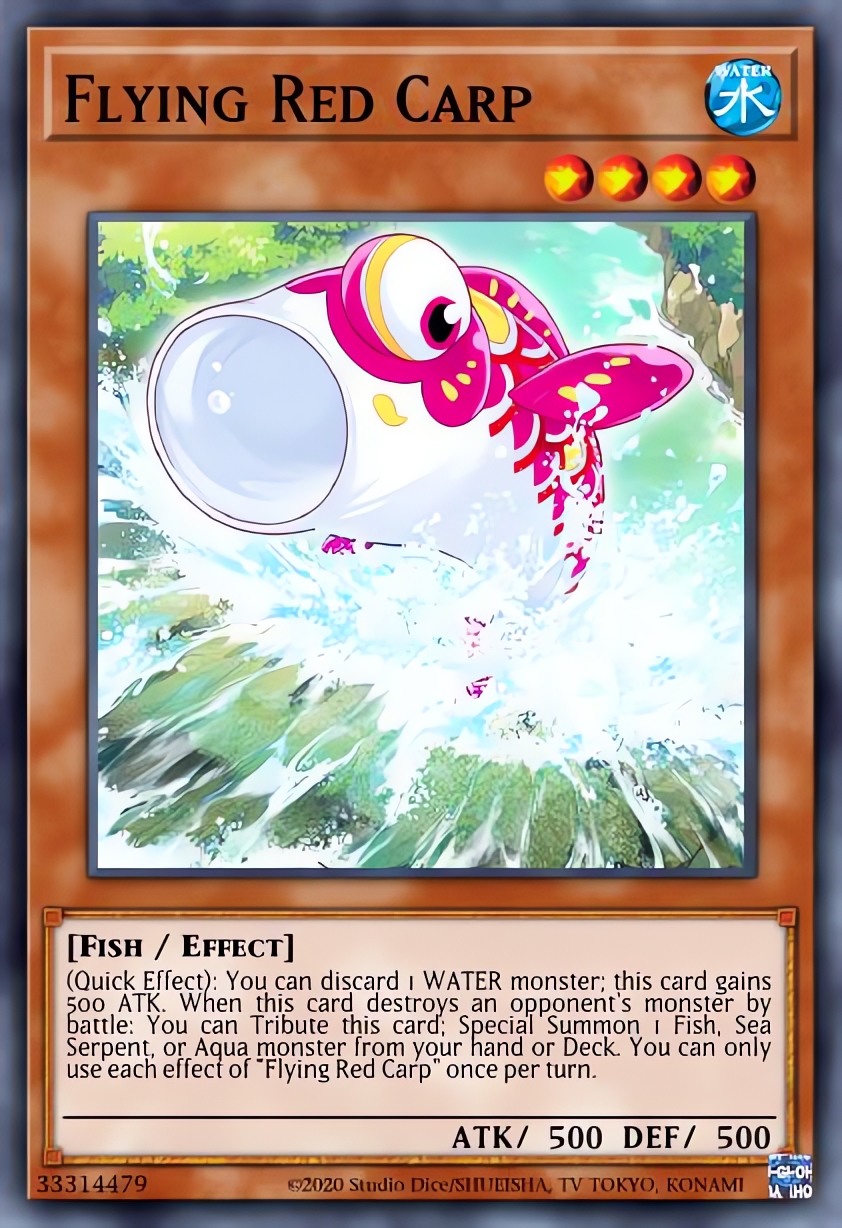 Flying Red Carp
WATER
水
[Fish / Effect]
(Quick Effect): You can discard 1 WATER monster; this card gains
500 ATK. When this card destroys an opponent's monster by
battle: You can Tribute this card; Special Summon 1 Fish, Sea
Serpent, or Aqua monster from your hand or Deck. You can only
use each effect of "Flying Red Carp" once per turn.
ATK/ 500 DEF/ 500
33314479
©2020 Studio Dice/SHUEISHA, TV TOKYO, KONAMI